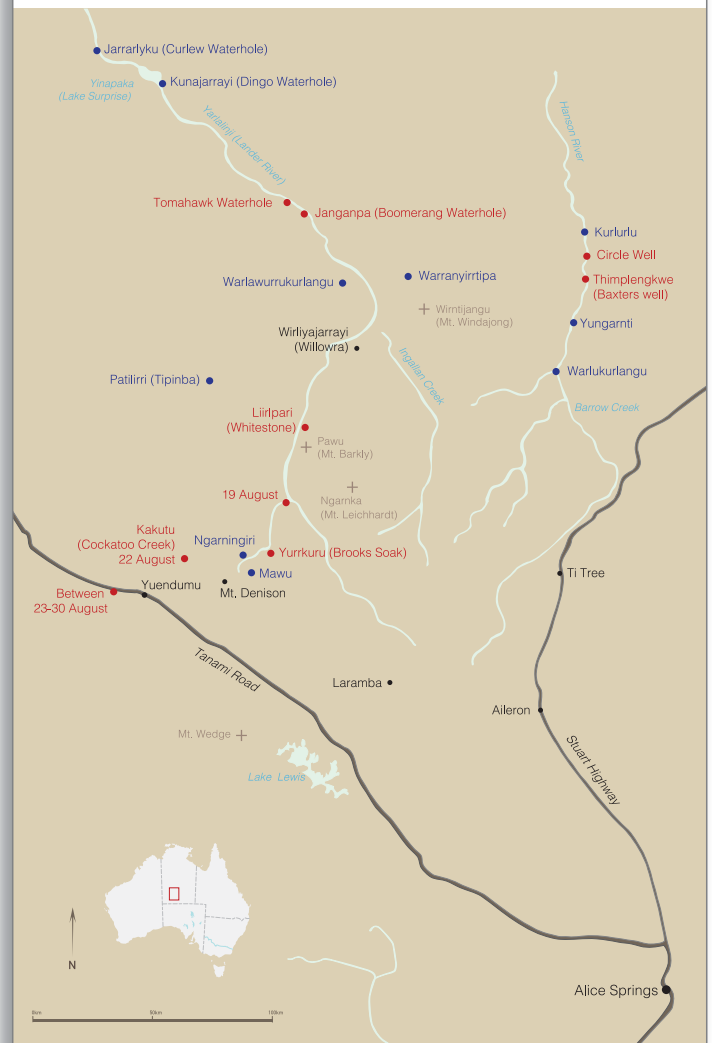 Jarrarlyku (Curlew Waterhole)
Yinapaka
(Lake Surprise)
Kunajarrayi (Dingo Waterhole)
Yarlalinji (Lander River)
Hanson River
Tomahawk Waterhole
Janganpa (Boomerang Waterhole)
Kurlurlu
Circle Well
Thimplengkwe
(Baxters well)
Warlawurrukurlangu
Warranyirrtipa
Wirntijangu
(Mt. Windajong)
Yungarnti
Wirliyajarrayi
(Willowra)
Ingallan Creek
Patilirri (Tipinba)
Warlukurlangu
Barrow Creek
Liirlpari
(Whitestone)
Pawu
(Mt. Barkly)
19 August
Ngarnka
(Mt. Leichhardt)
Kakutu
(Cockatoo Creek)
22 August
Ngarningiri
Yurrkuru (Brooks Soak)
Mawu
Mt. Denison
Yuendumu
Between
23-30 August
Ti Tree
Tanami Road
Laramba
Aileron
Mt. Wedge
Stuart Highway
Lake Lewis
N
Alice Springs
0km
50km
100km